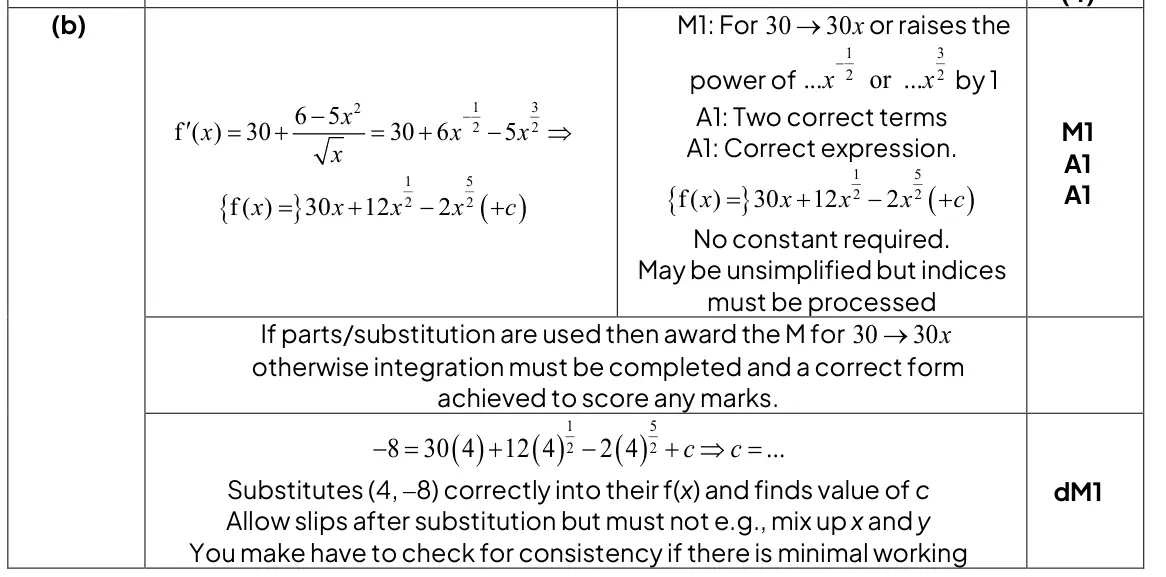 (b)
f′(x) = 30 + (6 − 5x²)/√x = 30 + 6x^(−1/2) − 5x^(3/2) ⇒
{f(x) =} 30x + 12x^(1/2) − 2x^(5/2) (+c)
M1: For 30 → 30x or raises the
power of ...x^(−1/2) or ...x^(3/2) by 1
A1: Two correct terms
A1: Correct expression.
{f(x) =} 30x + 12x^(1/2) − 2x^(5/2) (+c)
No constant required.
May be unsimplified but indices
must be processed
M1
A1
A1
If parts/substitution are used then award the M for 30 → 30x
otherwise integration must be completed and a correct form
achieved to score any marks.
−8 = 30(4) + 12(4)^(1/2) − 2(4)^(5/2) + c ⇒ c = ...
Substitutes (4, −8) correctly into their f(x) and finds value of c
Allow slips after substitution but must not e.g., mix up x and y
You make have to check for consistency if there is minimal working
dM1